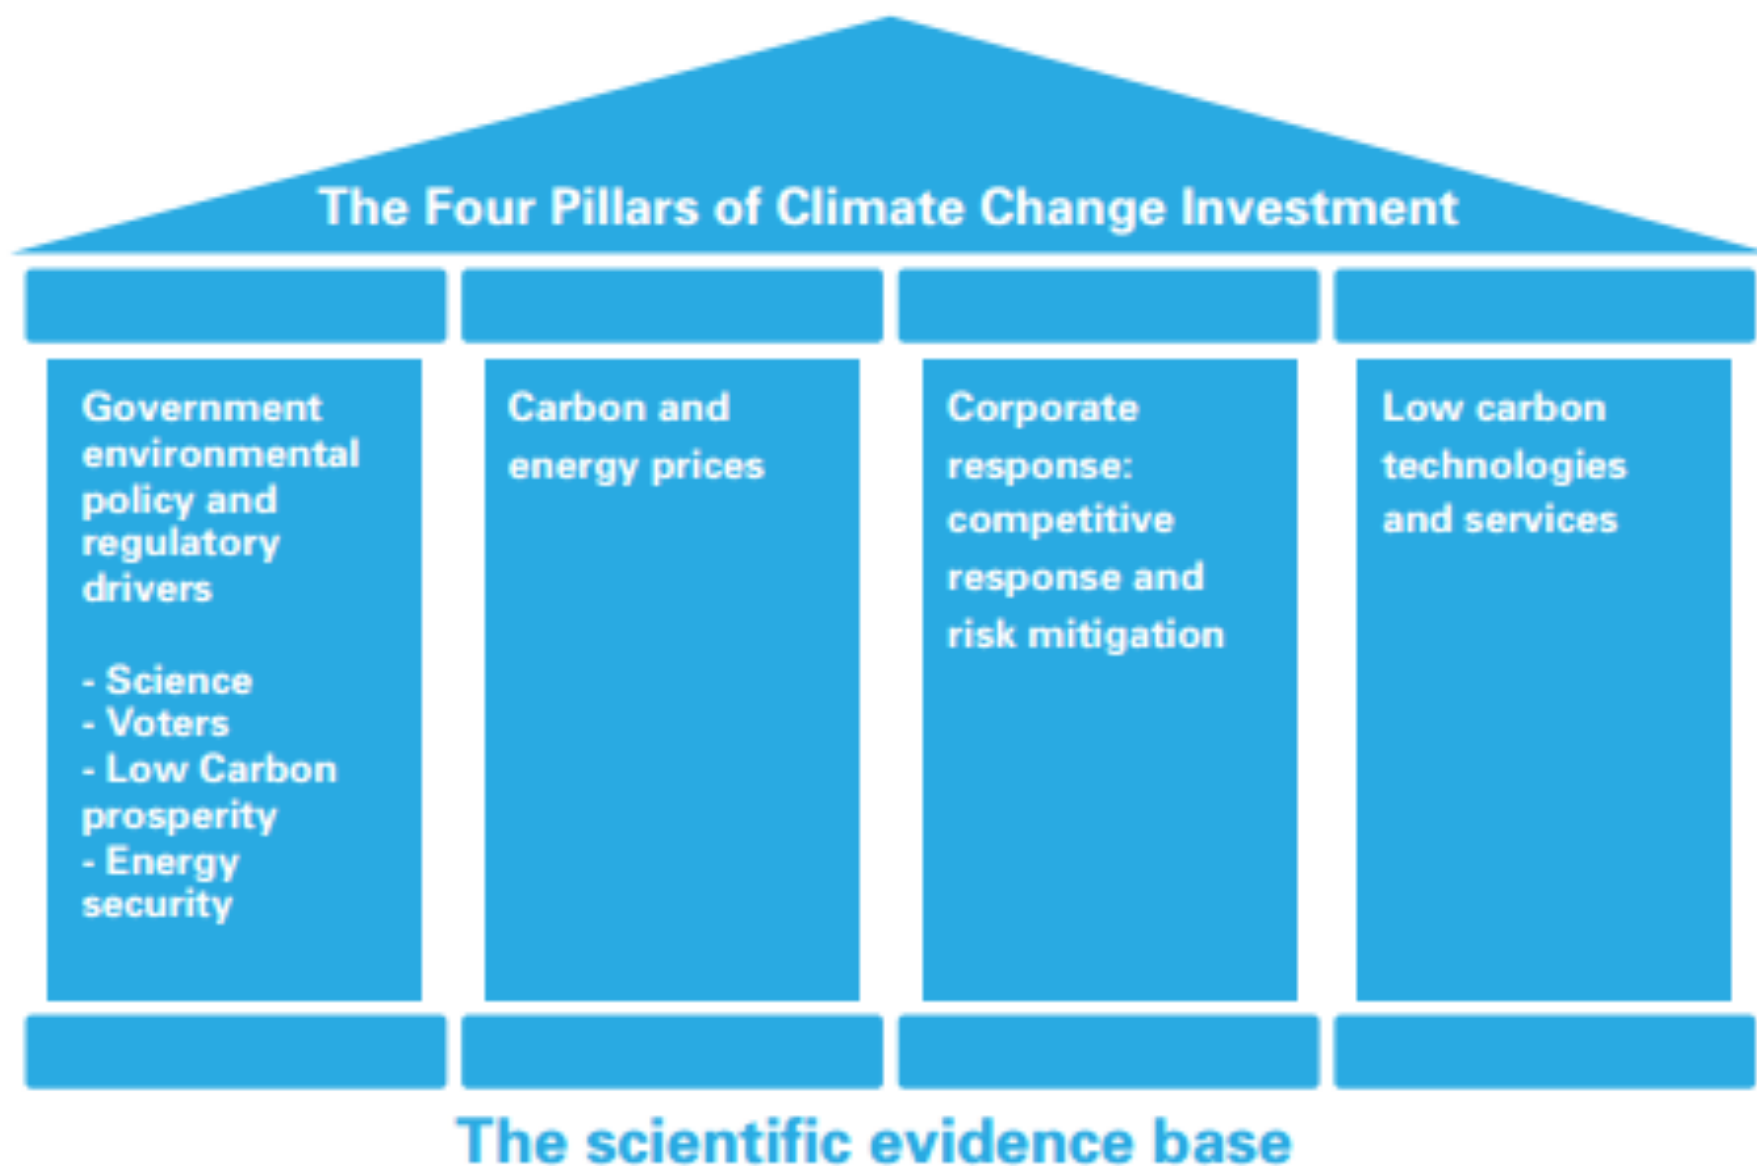 The Four Pillars of Climate Change Investment
Government
environmental
policy and
regulatory
drivers
- Science
- Voters
- Low Carbon
prosperity
- Energy
security
Carbon and
energy prices
Corporate
response:
competitive
response and
risk mitigation
Low carbon
technologies
and services
The scientific evidence base